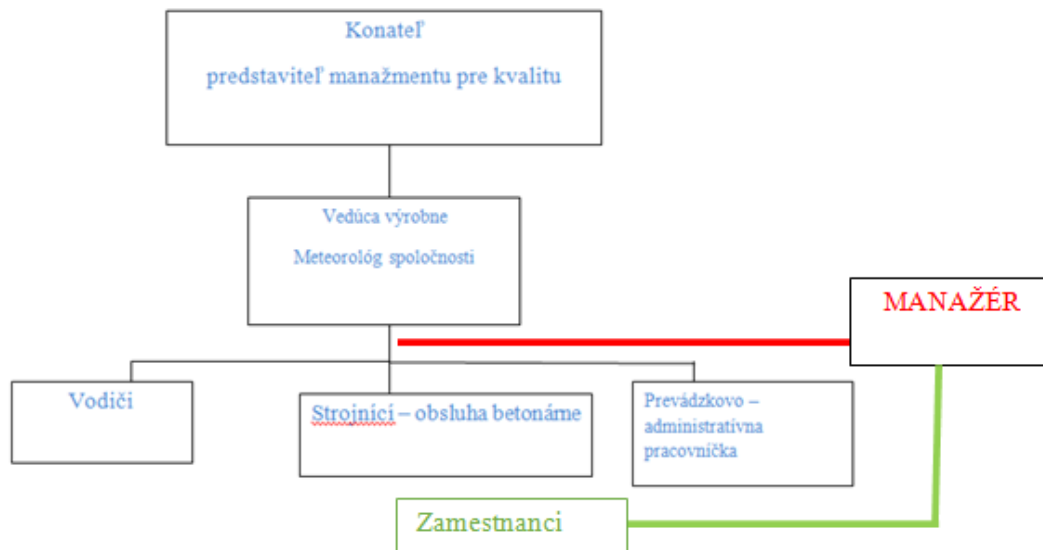 Konateľ
predstaviteľ manažmentu pre kvalitu
Vedúca výrobne
Meteorológ spoločnosti
MANAŽÉR
Vodiči
Strojníci – obsluha betonárne
Prevádzkovo –
administratívna
pracovníčka
Zamestnanci